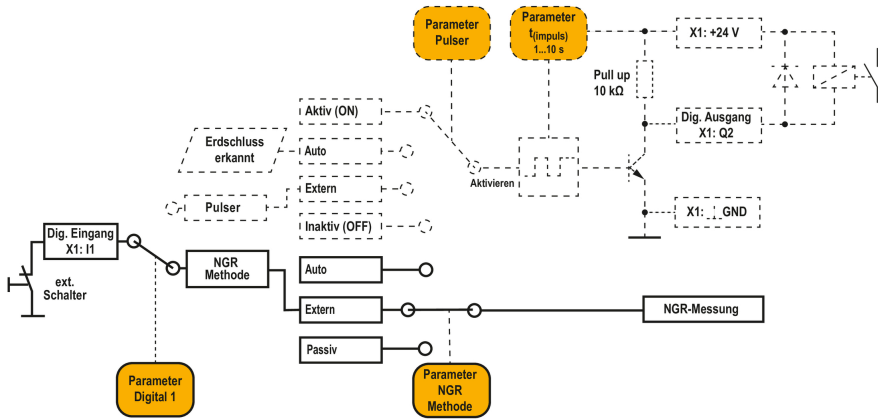 Parameter
Pulser
Parameter
t(impuls)
1...10 s
X1: +24 V
Pull up
10 kΩ
Aktiv (ON)
Dig. Ausgang
X1: Q2
Erdschluss
erkannt
Auto
Aktivieren
Extern
Pulser
Inaktiv (OFF)
X1: GND
Dig. Eingang
X1: I1
NGR
Methode
Auto
ext.
Schalter
Extern
NGR-Messung
Passiv
Parameter
Digital 1
Parameter
NGR
Methode